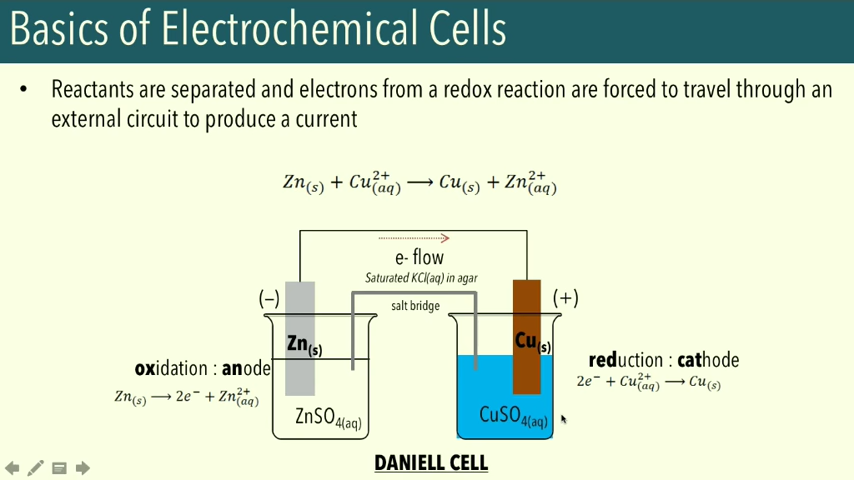 Basics of Electrochemical Cells
• Reactants are separated and electrons from a redox reaction are forced to travel through an
external circuit to produce a current
Zn(s) + Cu²⁺(aq) ⟶ Cu(s) + Zn²⁺(aq)
e- flow
Saturated KCl(aq) in agar
salt bridge
(–)
(+)
Zn(s)
Cu(s)
oxidation : anode
Zn(s) ⟶ 2e⁻ + Zn²⁺(aq)
reduction : cathode
2e⁻ + Cu²⁺(aq) ⟶ Cu(s)
ZnSO₄(aq)
CuSO₄(aq)
DANIELL CELL